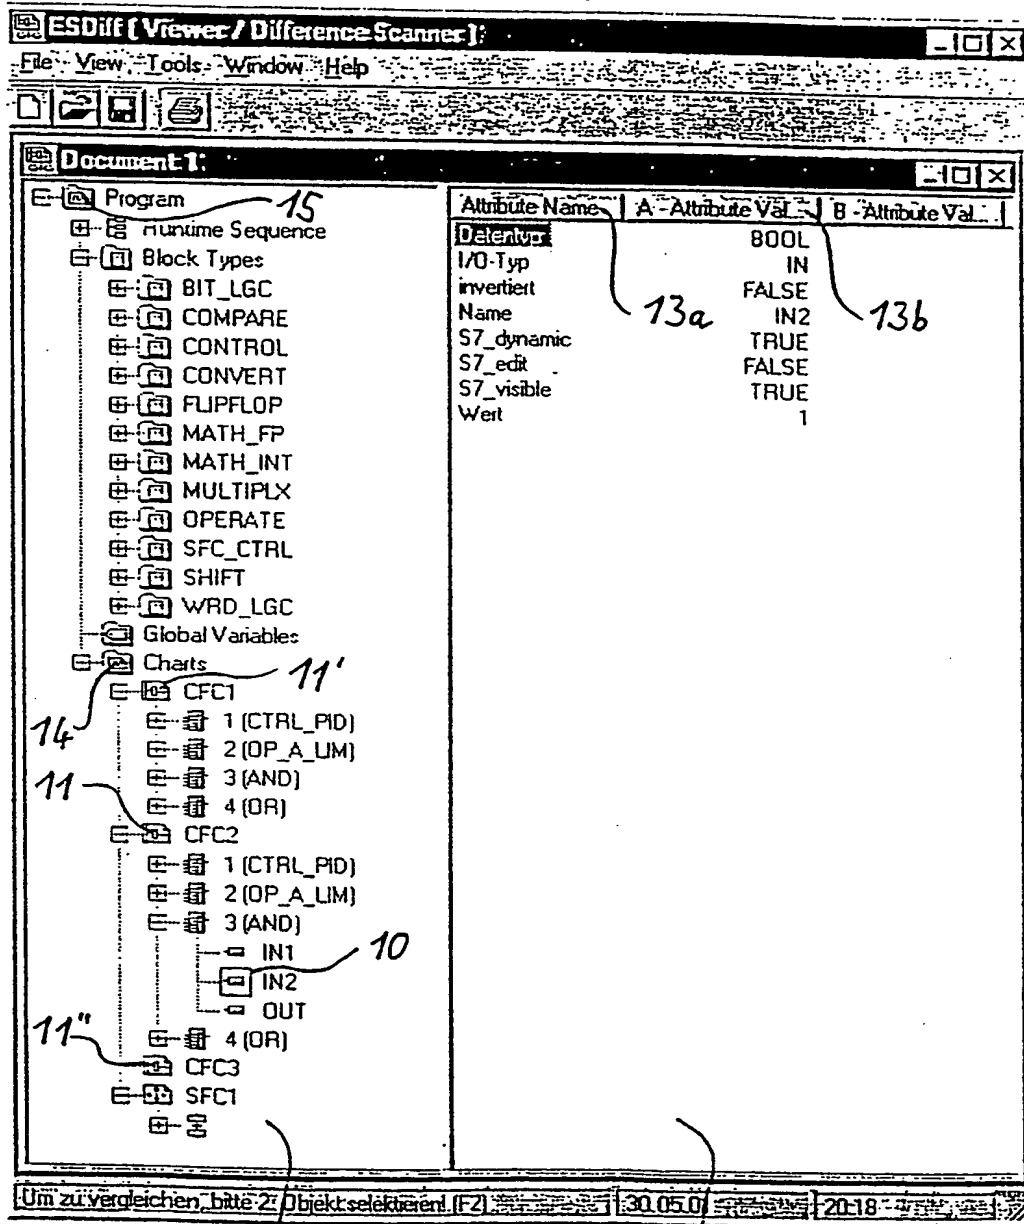 ESDiff [ Viewer / Difference Scanner ]:
File View Tools Window Help
Document 1:
Program
15
Runtime Sequence
Block Types
BIT_LGC
COMPARE
CONTROL
CONVERT
FLIPFLOP
MATH_FP
MATH_INT
MULTIPLX
OPERATE
SFC_CTRL
SHIFT
WRD_LGC
Global Variables
Charts
11'
14
CFC1
1 (CTRL_PID)
2 (OP_A_LIM)
3 (AND)
4 (OR)
11
CFC2
1 (CTRL_PID)
2 (OP_A_LIM)
3 (AND)
IN1
10
IN2
OUT
4 (OR)
11"
CFC3
SFC1
Attribute Name A - Attribute Val... B - Attribute Val...
Datentyp BOOL
I/O-Typ IN
invertiert FALSE
Name IN2
S7_dynamic TRUE
S7_edit FALSE
S7_visible TRUE
Wert 1
13a
13b
Um zu vergleichen, bitte 2. Objekt selektieren! (F2) 30.05.0 20:18